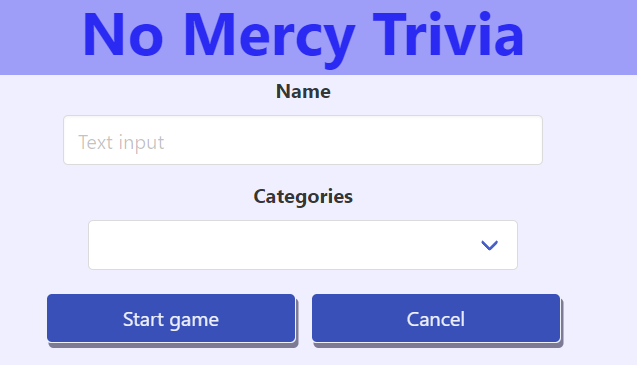 No Mercy Trivia
Name
Text input
Categories
Start game
Cancel